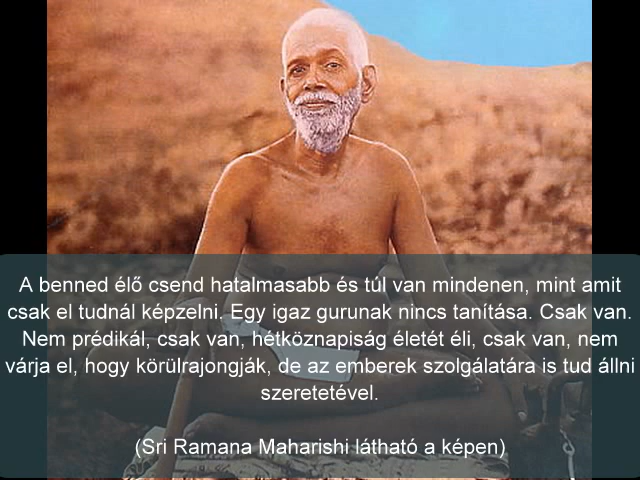 A benned élő csend hatalmasabb és túl van mindenen, mint amit
csak el tudnál képzelni. Egy igaz gurunak nincs tanítása. Csak van.
Nem prédikál, csak van, hétköznapiság életét éli, csak van, nem
várja el, hogy körülrajongják, de az emberek szolgálatára is tud állni
szeretetével.
(Sri Ramana Maharishi látható a képen)